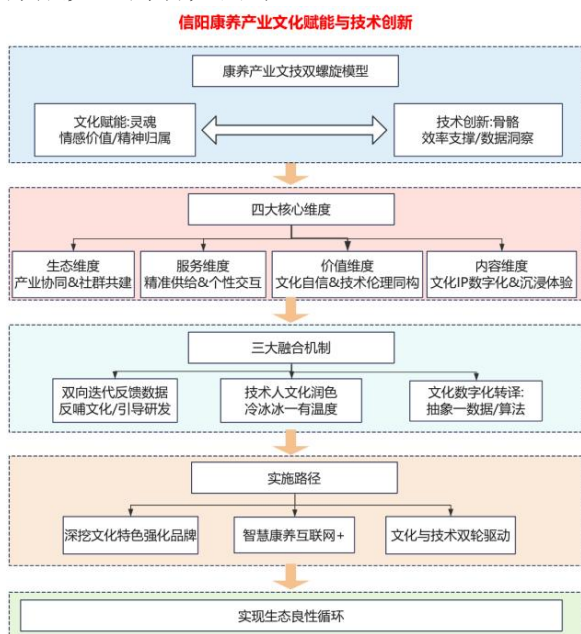 信阳康养产业文化赋能与技术创新
康养产业文技双螺旋模型
文化赋能:灵魂
情感价值/精神归属
技术创新:骨骼
效率支撑/数据洞察
四大核心维度
生态维度
产业协同&社群共建
服务维度
精准供给&个性交互
价值维度
文化自信&技术伦理同构
内容维度
文化IP数字化&沉浸体验
三大融合机制
双向迭代反馈数据
反哺文化/引导研发
技术人文化润色
冷冰冰一有温度
文化数字化转译:
抽象一数据/算法
实施路径
深挖文化特色强化品牌
智慧康养互联网+
文化与技术双轮驱动
实现生态良性循环